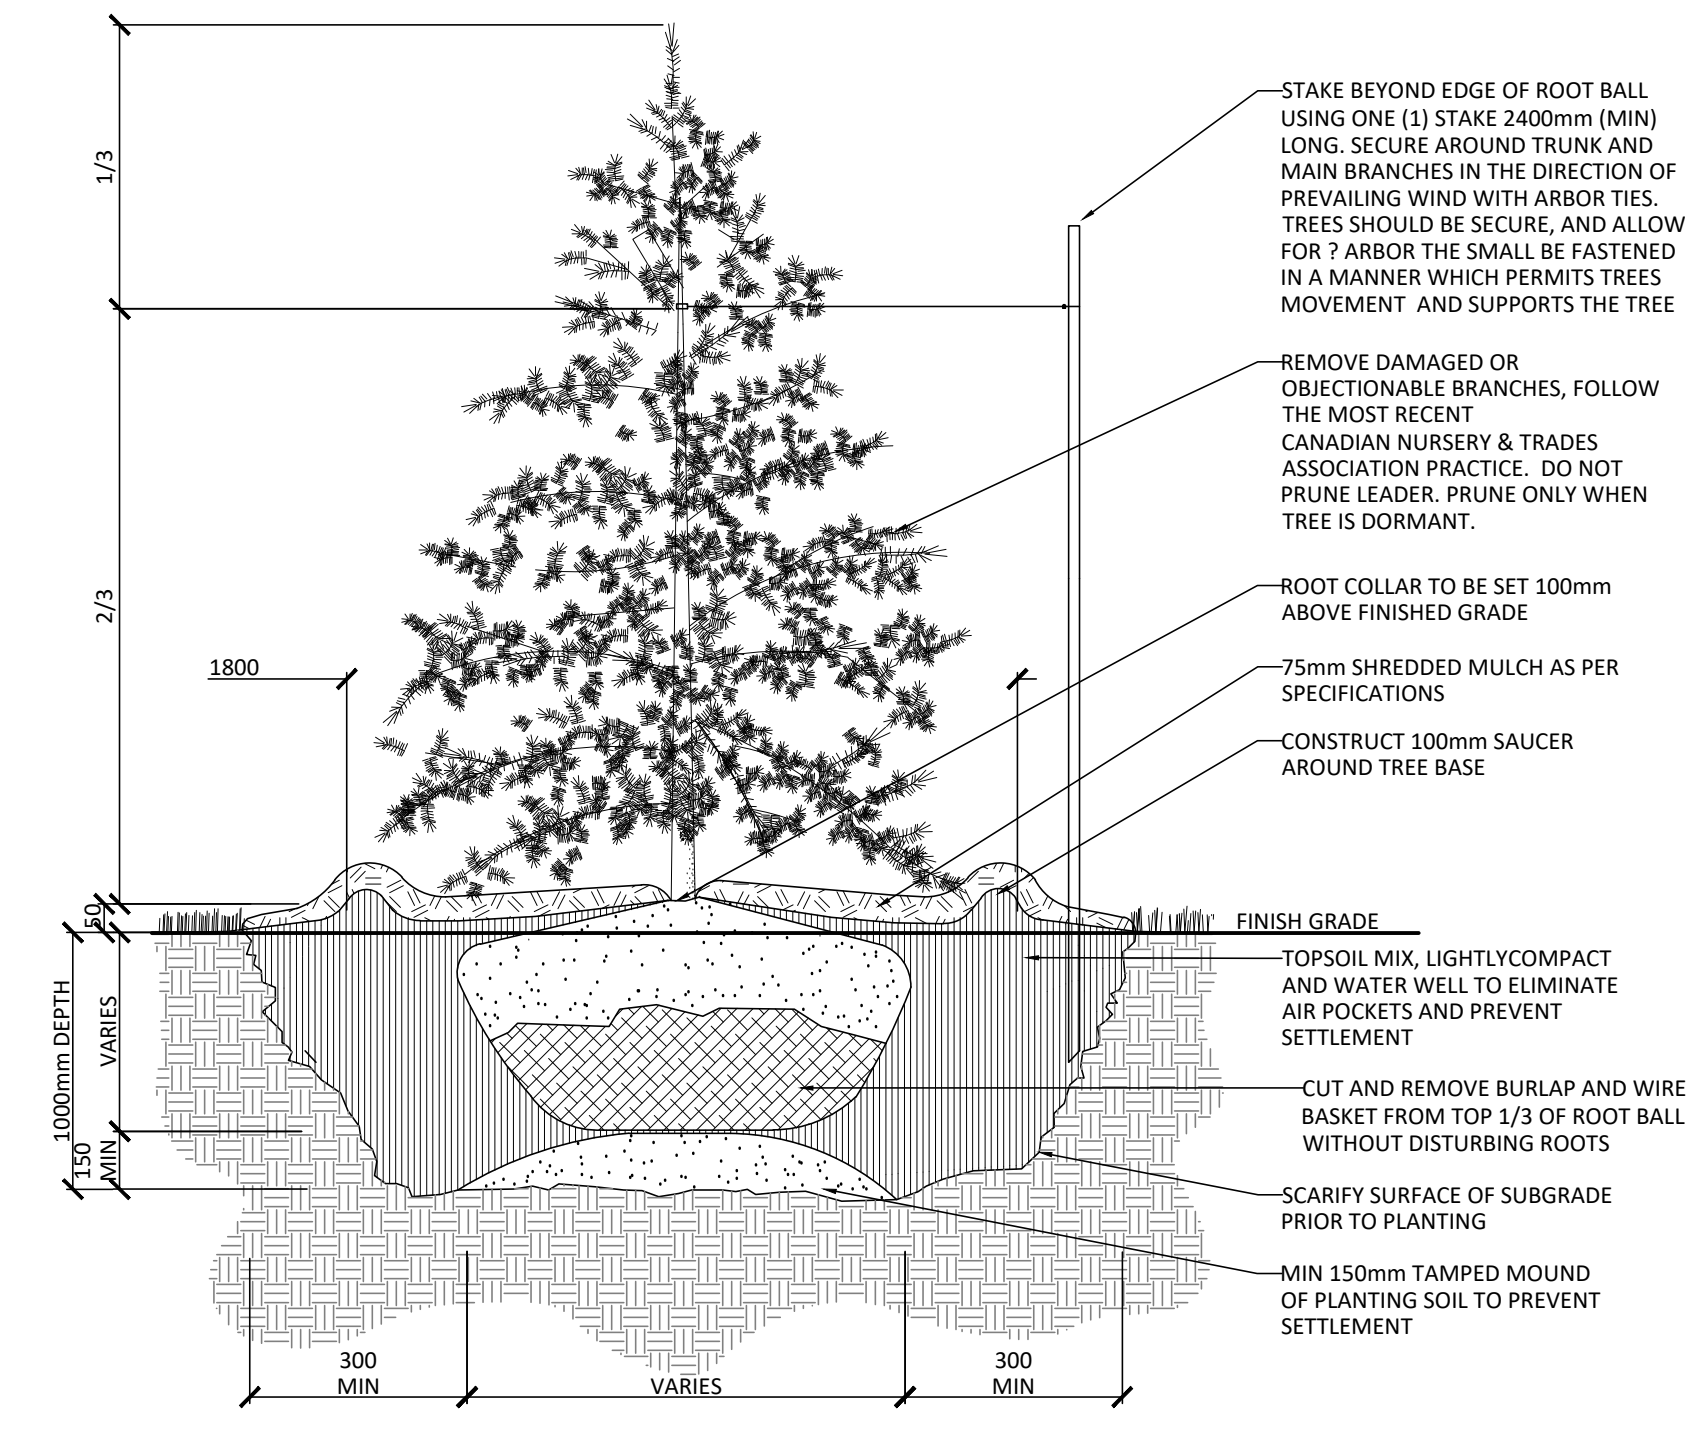 STAKE BEYOND EDGE OF ROOT BALL
USING ONE (1) STAKE 2400mm (MIN)
LONG. SECURE AROUND TRUNK AND
MAIN BRANCHES IN THE DIRECTION OF
PREVAILING WIND WITH ARBOR TIES.
TREES SHOULD BE SECURE, AND ALLOW
FOR ? ARBOR THE SMALL BE FASTENED
IN A MANNER WHICH PERMITS TREES
MOVEMENT AND SUPPORTS THE TREE
REMOVE DAMAGED OR
OBJECTIONABLE BRANCHES, FOLLOW
THE MOST RECENT
CANADIAN NURSERY & TRADES
ASSOCIATION PRACTICE. DO NOT
PRUNE LEADER. PRUNE ONLY WHEN
TREE IS DORMANT.
ROOT COLLAR TO BE SET 100mm
ABOVE FINISHED GRADE
75mm SHREDDED MULCH AS PER
SPECIFICATIONS
CONSTRUCT 100mm SAUCER
AROUND TREE BASE
FINISH GRADE
TOPSOIL MIX, LIGHTLYCOMPACT
AND WATER WELL TO ELIMINATE
AIR POCKETS AND PREVENT
SETTLEMENT
CUT AND REMOVE BURLAP AND WIRE
BASKET FROM TOP 1/3 OF ROOT BALL
WITHOUT DISTURBING ROOTS
SCARIFY SURFACE OF SUBGRADE
PRIOR TO PLANTING
MIN 150mm TAMPED MOUND
OF PLANTING SOIL TO PREVENT
SETTLEMENT
1/3
2/3
1800
50
VARIES
1000mm DEPTH
150
MIN
300
MIN
VARIES
300
MIN